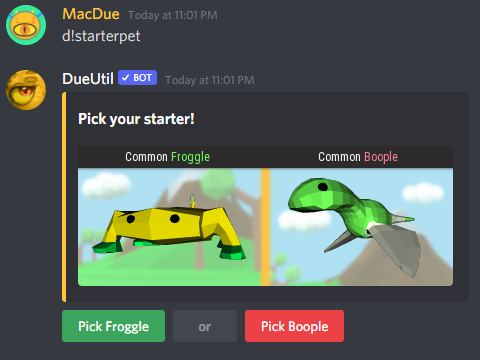 MacDue Today at 11:01 PM
d!starterpet
DueUtil BOT Today at 11:01 PM
Pick your starter!
Common Froggle
Common Boople
Pick Froggle
or
Pick Boople